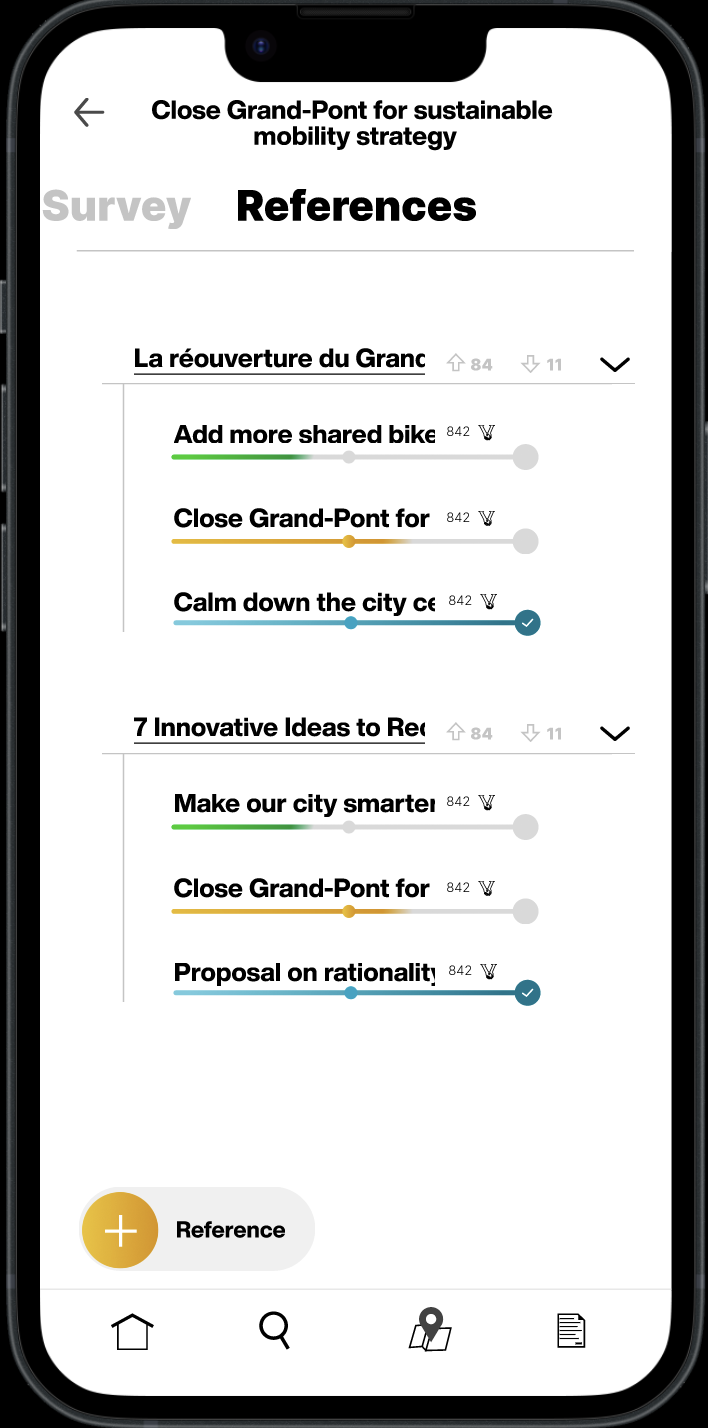 Close Grand-Pont for sustainable
mobility strategy
Survey References
La réouverture du Grand 84 11
Add more shared bike 842
Close Grand-Pont for 842
Calm down the city ce 842
7 Innovative Ideas to Red 84 11
Make our city smarter 842
Close Grand-Pont for 842
Proposal on rationality 842
Reference